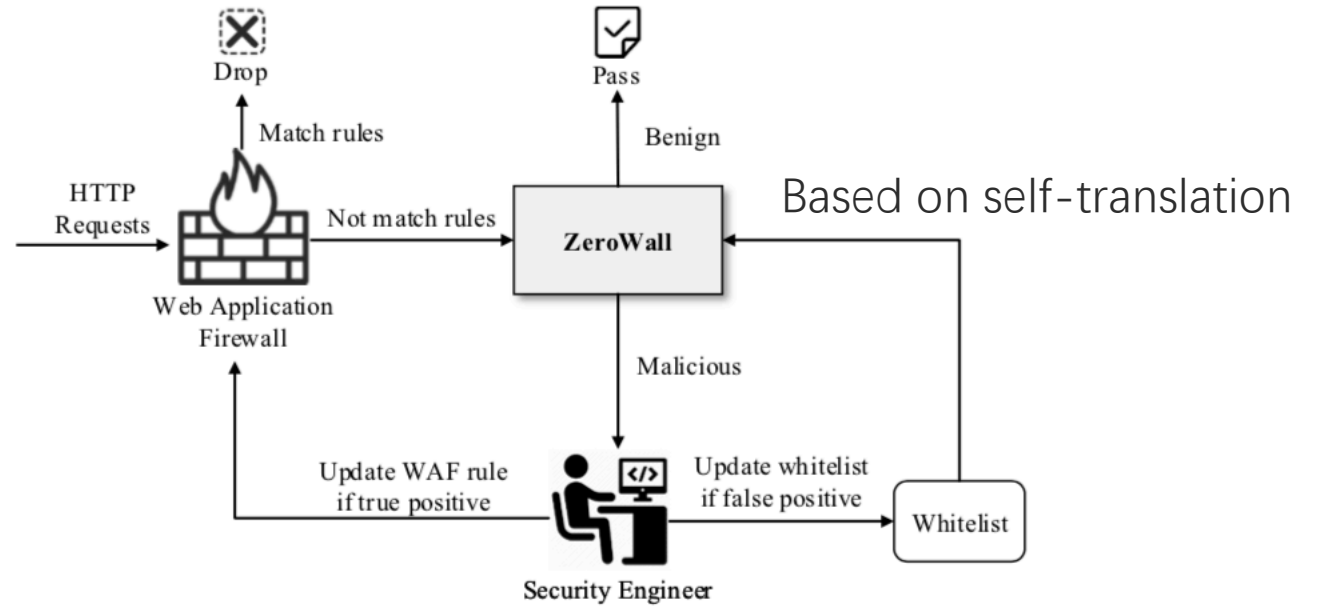 Drop
Pass
Match rules
Benign
HTTP
Requests
Not match rules
ZeroWall
Based on self-translation
Web Application
Firewall
Malicious
Update WAF rule
if true positive
</>
Update whitelist
if false positive
Whitelist
Security Engineer